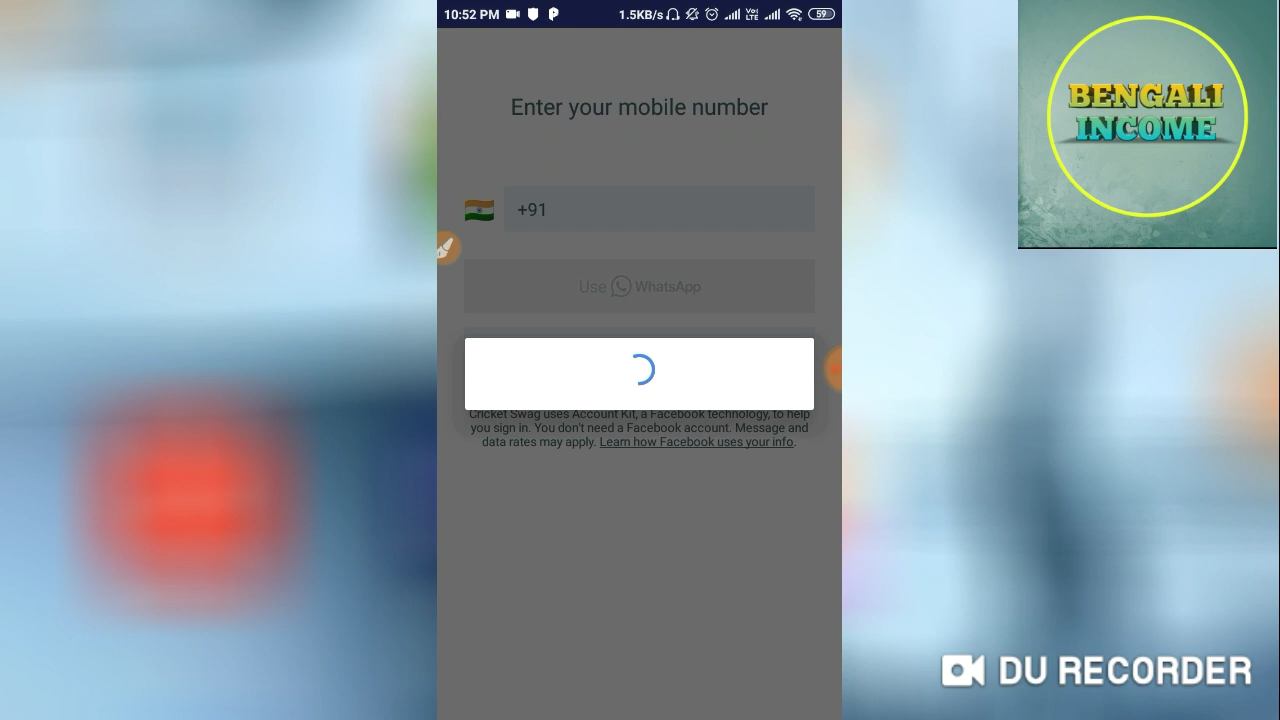 10:52 PM
1.5KB/s
Vo!
LTE
59
BENGALI
INCOME
Enter your mobile number
+91
Use WhatsApp
Cricket Swag uses Account Kit, a Facebook technology, to help
you sign in. You don't need a Facebook account. Message and
data rates may apply. Learn how Facebook uses your info.
DU RECORDER